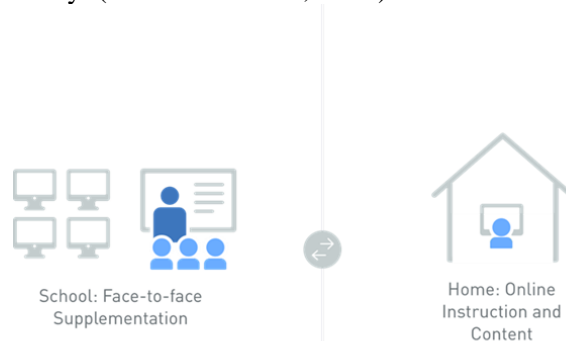 School: Face-to-face
Supplementation
Home: Online
Instruction and
Content